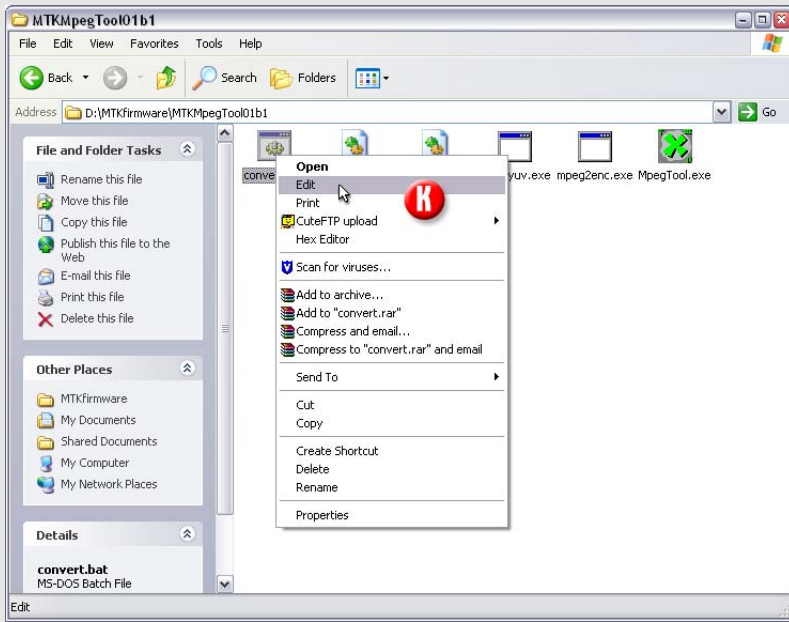 MTKMpegTool01b1
File Edit View Favorites Tools Help
Back Search Folders
Address D:\MTKfirmware\MTKMpegTool01b1 Go
File and Folder Tasks
Rename this file
Move this file
Copy this file
Publish this file to the
Web
E-mail this file
Print this file
Delete this file
Other Places
MTKfirmware
My Documents
Shared Documents
My Computer
My Network Places
Details
convert.bat
MS-DOS Batch File
conve
yuv.exe mpeg2enc.exe MpegTool.exe
Open
Edit
Print
CuteFTP upload
Hex Editor
Scan for viruses...
Add to archive...
Add to "convert.rar"
Compress and email...
Compress to "convert.rar" and email
Send To
Cut
Copy
Create Shortcut
Delete
Rename
Properties
K
Edit